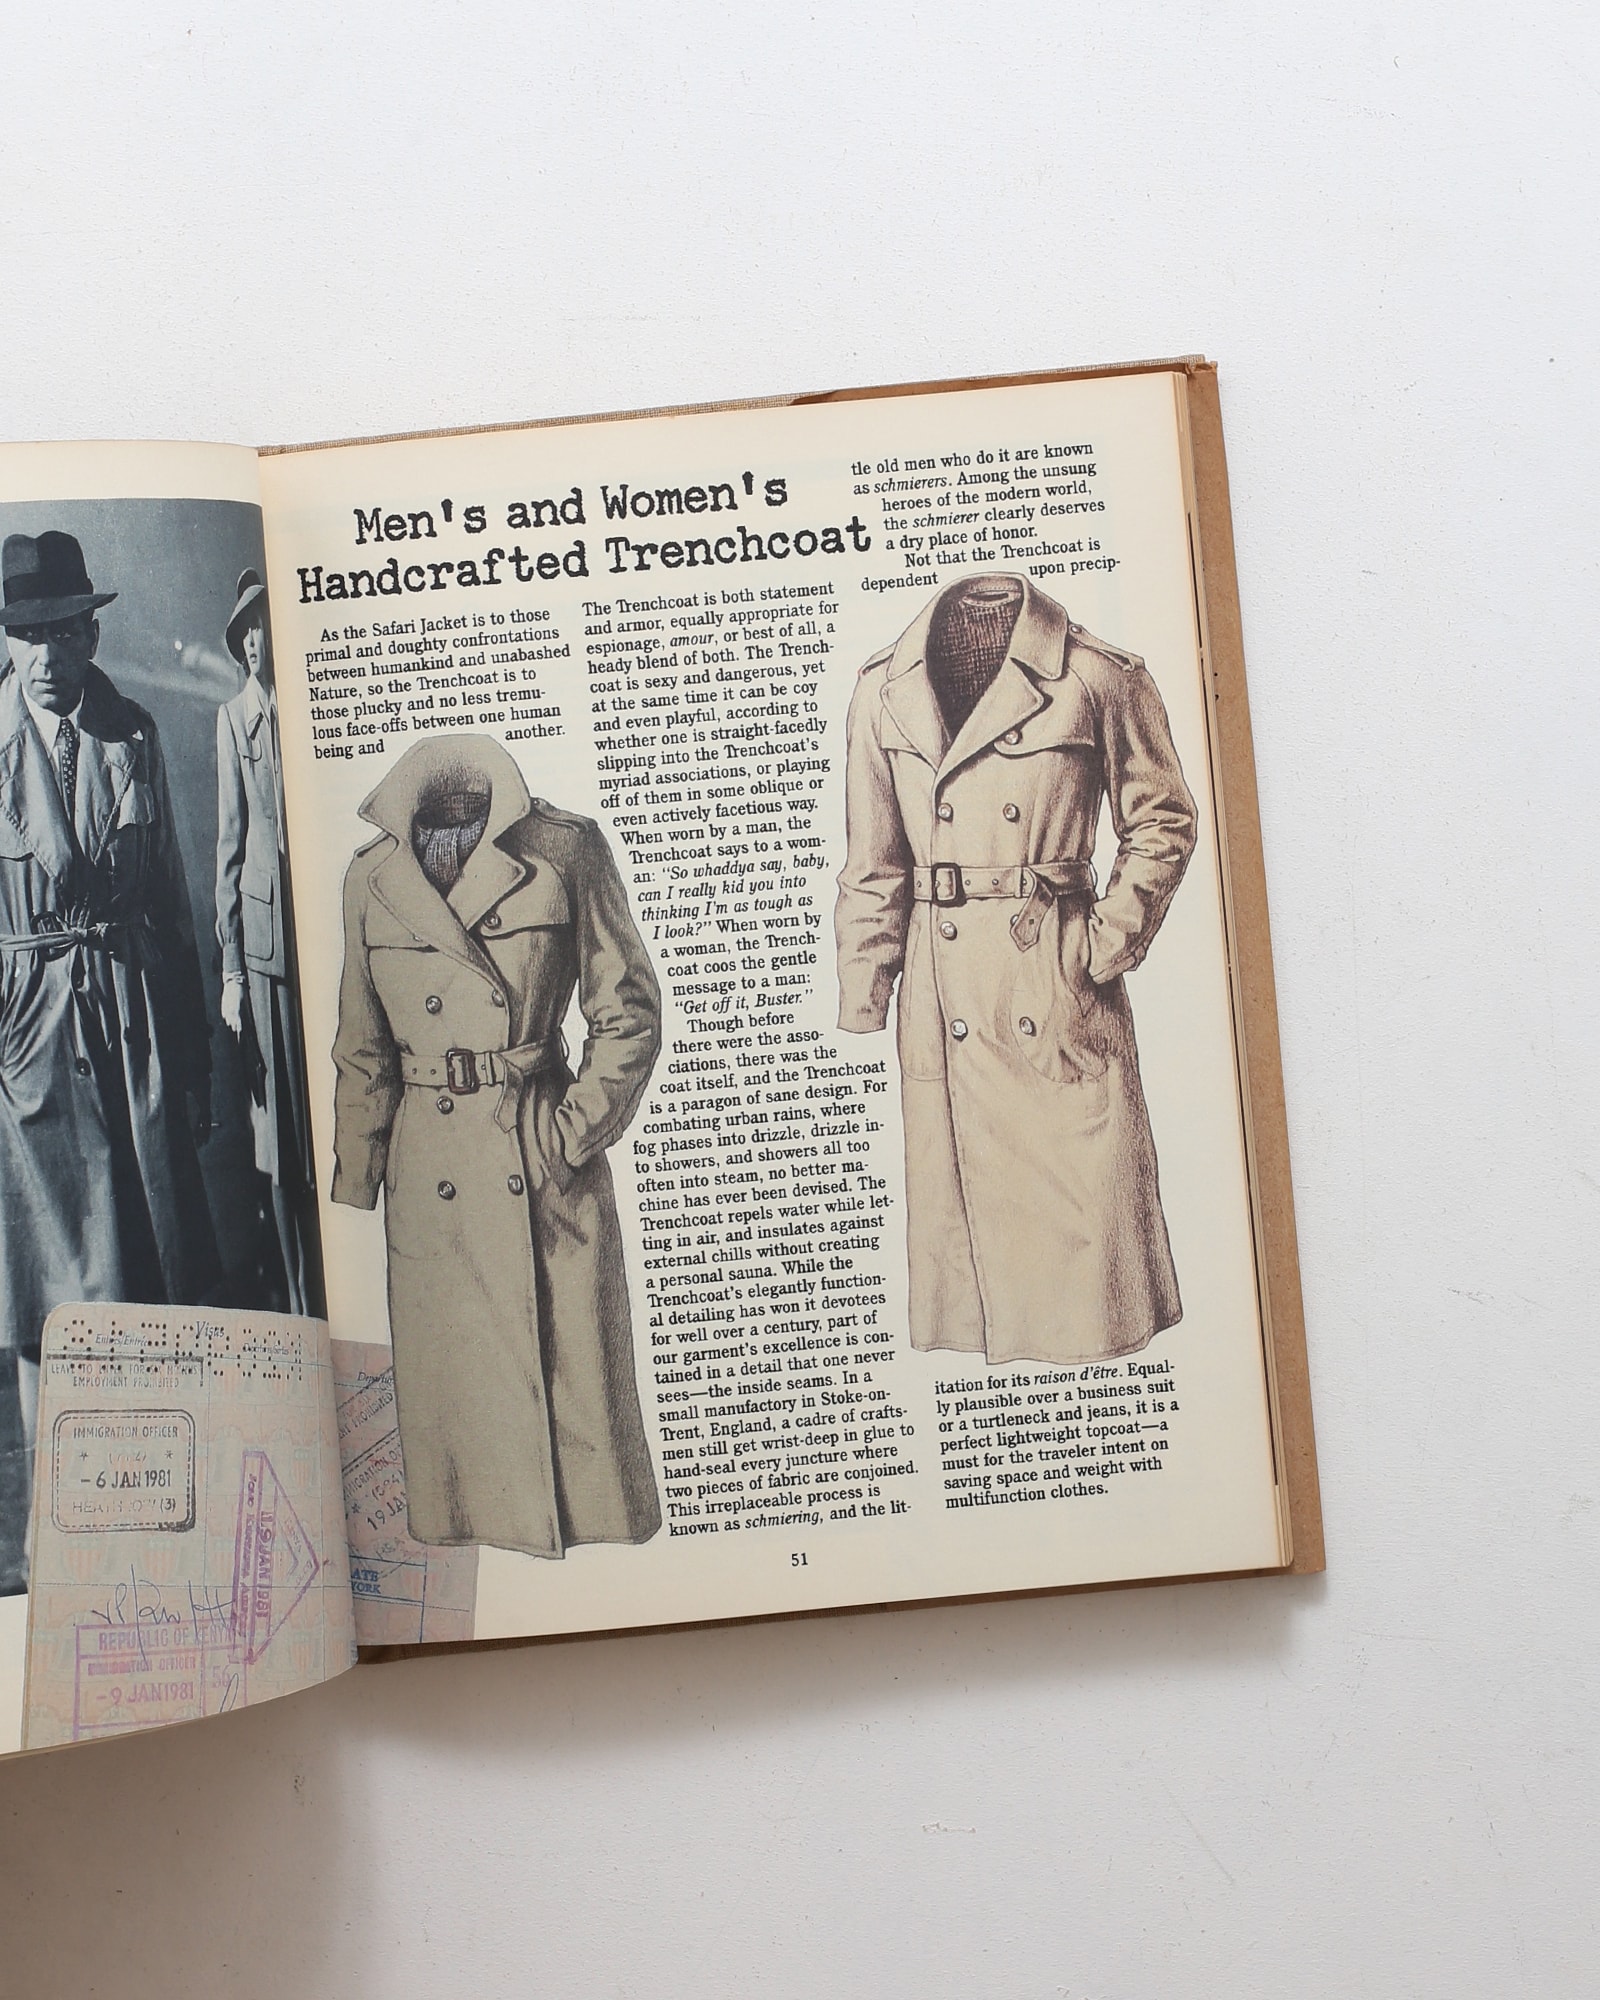 Men's and Women's
Handcrafted Trenchcoat
As the Safari Jacket is to those
primal and doughty confrontations
between humankind and unabashed
Nature, so the Trenchcoat is to
those plucky and no less tremu-
lous face-offs between one human
being and another.
The Trenchcoat is both statement
and armor, equally appropriate for
espionage, amour, or best of all, a
heady blend of both. The Trench-
coat is sexy and dangerous, yet
at the same time it can be coy
and even playful, according to
whether one is straight-facedly
slipping into the Trenchcoat's
myriad associations, or playing
off of them in some oblique or
even actively facetious way.
When worn by a man, the
Trenchcoat says to a wom-
an: "So whaddya say, baby,
can I really kid you into
thinking I'm as tough as
I look?" When worn by
a woman, the Trench-
coat coos the gentle
message to a man:
"Get off it, Buster."
Though before
there were the asso-
ciations, there was the
coat itself, and the Trenchcoat
is a paragon of sane design. For
combating urban rains, where
fog phases into drizzle, drizzle in-
to showers, and showers all too
often into steam, no better ma-
chine has ever been devised. The
Trenchcoat repels water while let-
ting in air, and insulates against
external chills without creating
a personal sauna. While the
Trenchcoat's elegantly function-
al detailing has won it devotees
for well over a century, part of
our garment's excellence is con-
tained in a detail that one never
sees—the inside seams. In a
small manufactory in Stoke-on-
Trent, England, a cadre of crafts-
men still get wrist-deep in glue to
hand-seal every juncture where
two pieces of fabric are conjoined.
This irreplaceable process is
known as schmiering, and the lit-
tle old men who do it are known
as schmierers. Among the unsung
heroes of the modern world,
the schmierer clearly deserves
a dry place of honor.
Not that the Trenchcoat is
dependent upon precip-
itation for its raison d'être. Equal-
ly plausible over a business suit
or a turtleneck and jeans, it is a
perfect lightweight topcoat—a
must for the traveler intent on
saving space and weight with
multifunction clothes.
51
Visas
EMPLOYMENT PROHIBITED
IMMIGRATION OFFICER
- 6 JAN 1981
HEATHROW (3)
REPUBLIC OF KENYA
IMMIGRATION OFFICER
56
- 9 JAN 1981
19 JA
YORK